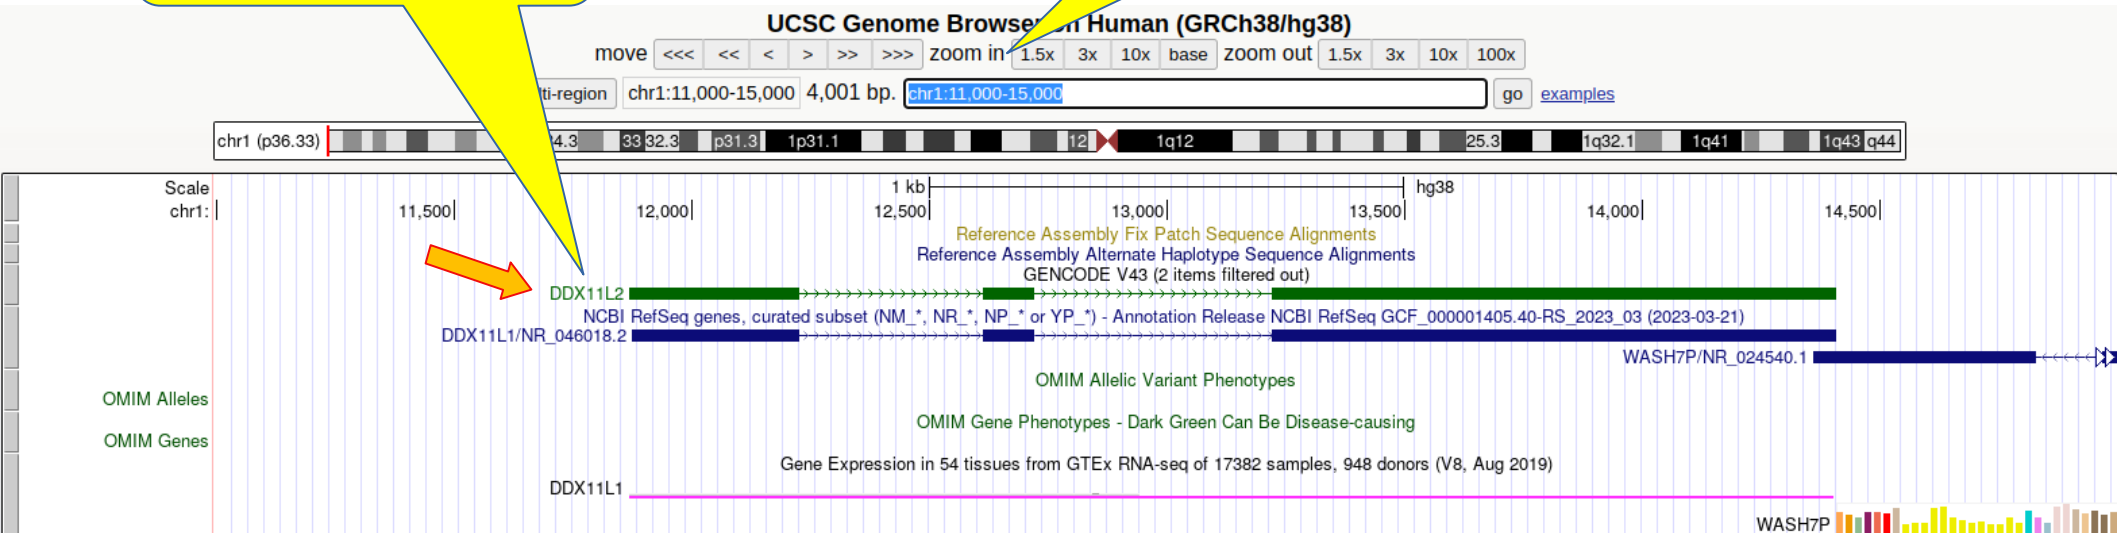 UCSC Genome Browser on Human (GRCh38/hg38)
move <<< << < > >> >>> zoom in 1.5x 3x 10x base zoom out 1.5x 3x 10x 100x
ti-region chr1:11,000-15,000 4,001 bp. chr1:11,000-15,000 go examples
chr1 (p36.33) 4.3 33 32.3 p31.3 1p31.1 12 1q12 25.3 1q32.1 1q41 1q43 q44
Scale 1 kb hg38
chr1: 11,500 12,000 12,500 13,000 13,500 14,000 14,500
Reference Assembly Fix Patch Sequence Alignments
Reference Assembly Alternate Haplotype Sequence Alignments
GENCODE V43 (2 items filtered out)
DDX11L2
NCBI RefSeq genes, curated subset (NM_*, NR_*, NP_* or YP_*) - Annotation Release NCBI RefSeq GCF_000001405.40-RS_2023_03 (2023-03-21)
DDX11L1/NR_046018.2
WASH7P/NR_024540.1
OMIM Allelic Variant Phenotypes
OMIM Alleles
OMIM Gene Phenotypes - Dark Green Can Be Disease-causing
OMIM Genes
Gene Expression in 54 tissues from GTEx RNA-seq of 17382 samples, 948 donors (V8, Aug 2019)
DDX11L1
WASH7P